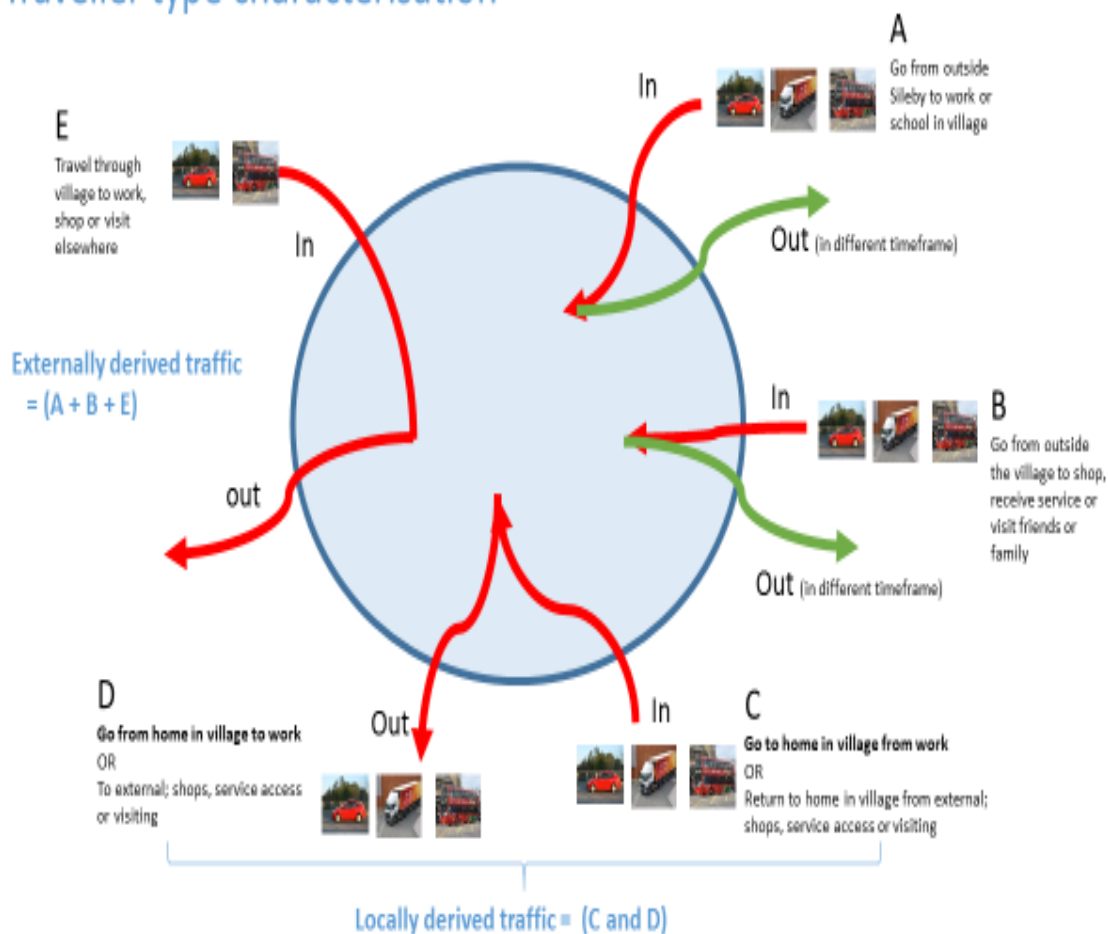 Traveller type characterisation
A
Go from outside
Sileby to work or
school in village
In
Out (in different timeframe)
E
Travel through
village to work,
shop or visit
elsewhere
In
out
Externally derived traffic
= (A + B + E)
In
B
Go from outside
the village to shop,
receive service or
visit friends or
family
Out (in different timeframe)
D
Go from home in village to work
OR
To external; shops, service access
or visiting
Out
In
C
Go to home in village from work
OR
Return to home in village from external;
shops, service access or visiting
Locally derived traffic = (C and D)